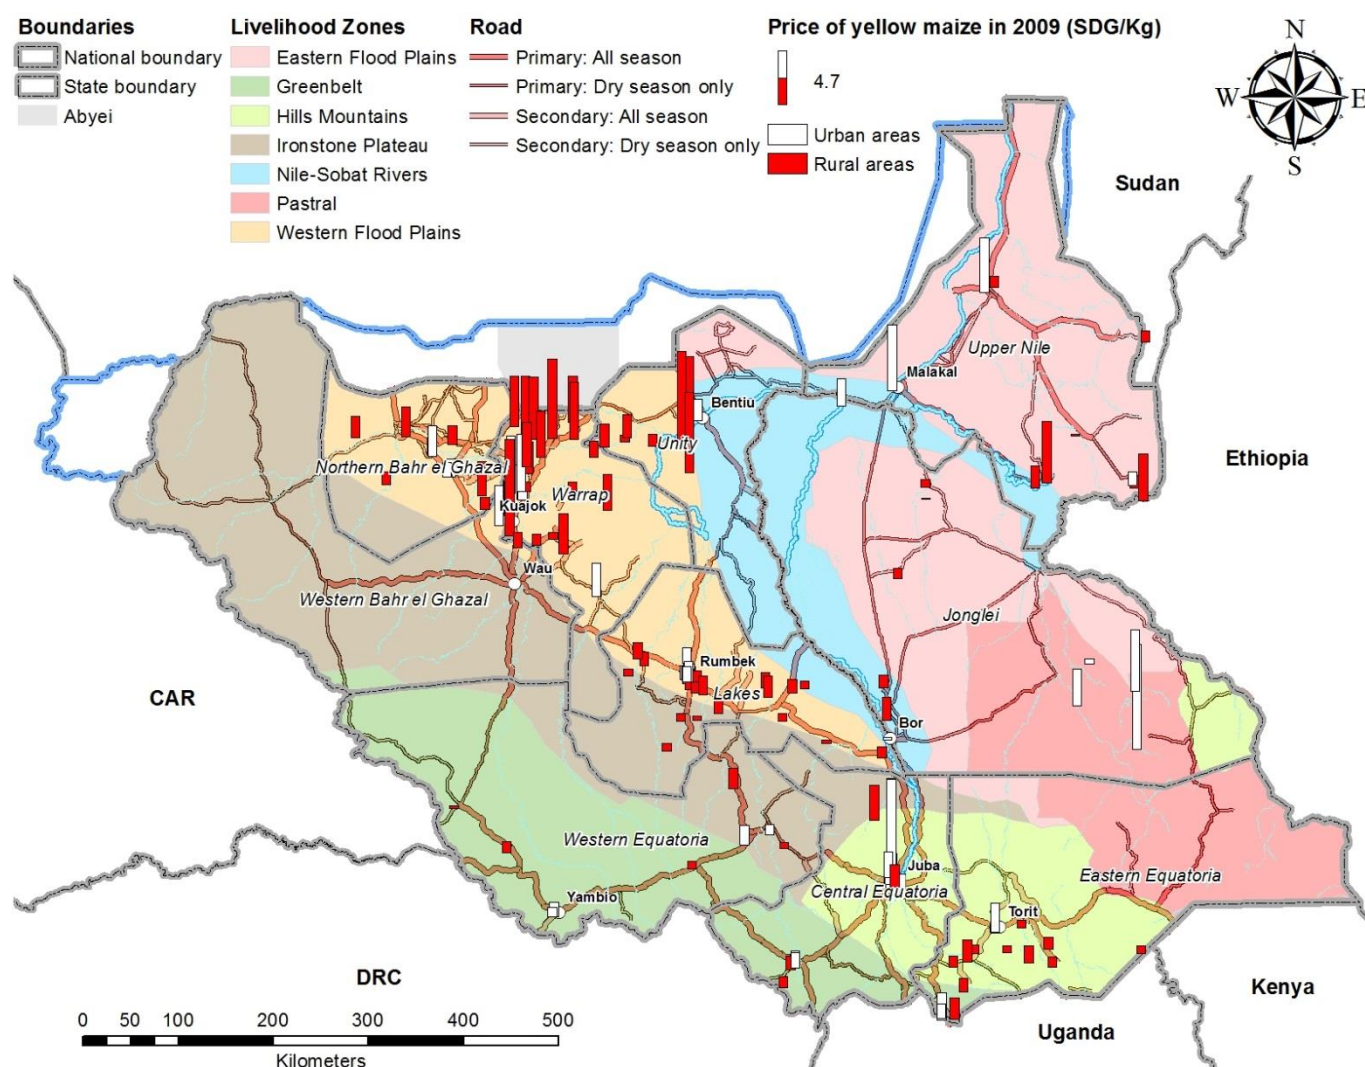 Boundaries
National boundary
State boundary
Abyei
Livelihood Zones
Eastern Flood Plains
Greenbelt
Hills Mountains
Ironstone Plateau
Nile-Sobat Rivers
Pastral
Western Flood Plains
Road
Primary: All season
Primary: Dry season only
Secondary: All season
Secondary: Dry season only
Price of yellow maize in 2009 (SDG/Kg)
4.7
Urban areas
Rural areas
N
W E
S
Sudan
Upper Nile
Malakal
Bentiu
Unity
Ethiopia
Northern Bahr el Ghazal
Warrap
Kuajok
Wau
Western Bahr el Ghazal
Jonglei
Rumbek
Lakes
CAR
Bor
Western Equatoria
Juba
Central Equatoria
Eastern Equatoria
Yambio
Torit
DRC
Kenya
Uganda
0 50 100 200 300 400 500
Kilometers